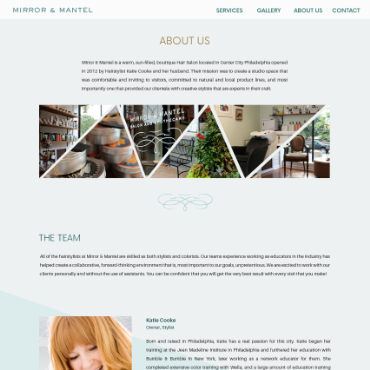 MIRROR & MANTEL
SERVICES GALLERY ABOUT US CONTACT
ABOUT US
Mirror & Mantel is a warm, sun-filled, boutique Hair Salon located in Center City Philadelphia opened
in 2012 by Hairstylist Katie Cooke and her husband. Their mission was to create a studio space that
was comfortable and inviting to visitors, committed to natural and local product lines, and most
importantly one that provided our clientele with creative stylists that are experts in their craft.
MIRROR & MANTEL
SALON AND APOTHECARY
THE TEAM
All of the hairstylists at Mirror & Mantel are skilled as both stylists and colorists. Our team's experience working as educators in the industry has
helped create a collaborative, forward-thinking environment that is, most important to our goals, unpretentious. We are excited to work with our
clients personally and without the use of assistants. You can be confident that you will get the very best result with every visit that you make!
Katie Cooke
Owner, Stylist
Born and raised in Philadelphia, Katie has a real passion for this city. Katie began her
training at the Jean Madeline Institute in Philadelphia and furthered her education with
Bumble & Bumble in New York, later working as a network educator for them. She
completed extensive color training with Wella, and a large amount of education training